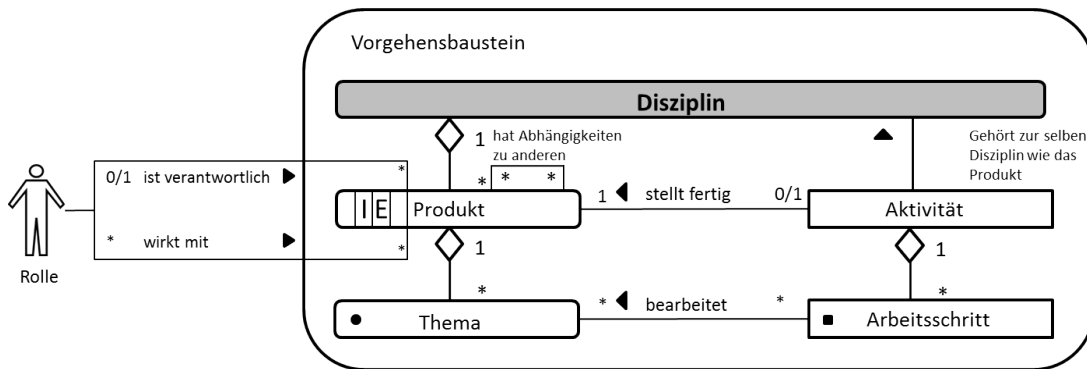 Vorgehensbaustein
Disziplin
1
hat Abhängigkeiten
zu anderen
Gehört zur selben
Disziplin wie das
Produkt
0/1 ist verantwortlich
*
* * *
I E Produkt
1 stellt fertig 0/1
Aktivität
* wirkt mit
*
Rolle
1
1
*
*
● Thema
* bearbeitet *
■ Arbeitsschritt